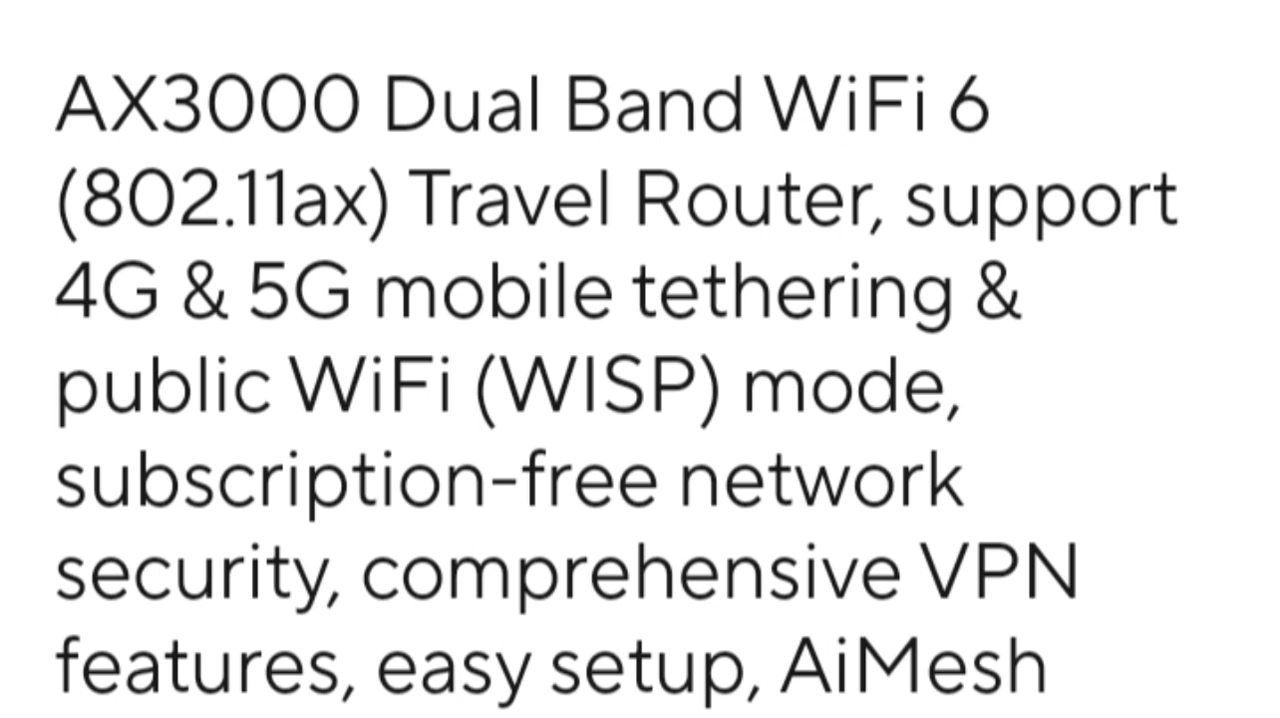 AX3000 Dual Band WiFi 6
(802.11ax) Travel Router, support
4G & 5G mobile tethering &
public WiFi (WISP) mode,
subscription-free network
security, comprehensive VPN
features, easy setup, AiMesh